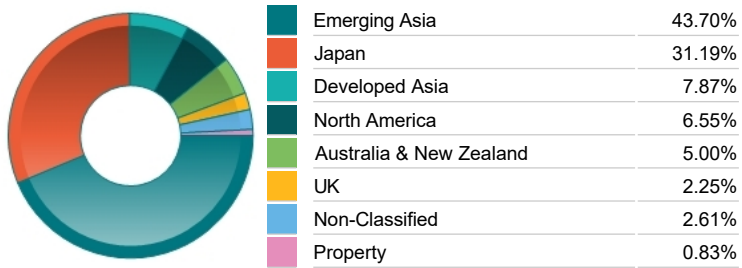 Emerging Asia 43.70%
Japan 31.19%
Developed Asia 7.87%
North America 6.55%
Australia & New Zealand 5.00%
UK 2.25%
Non-Classified 2.61%
Property 0.83%